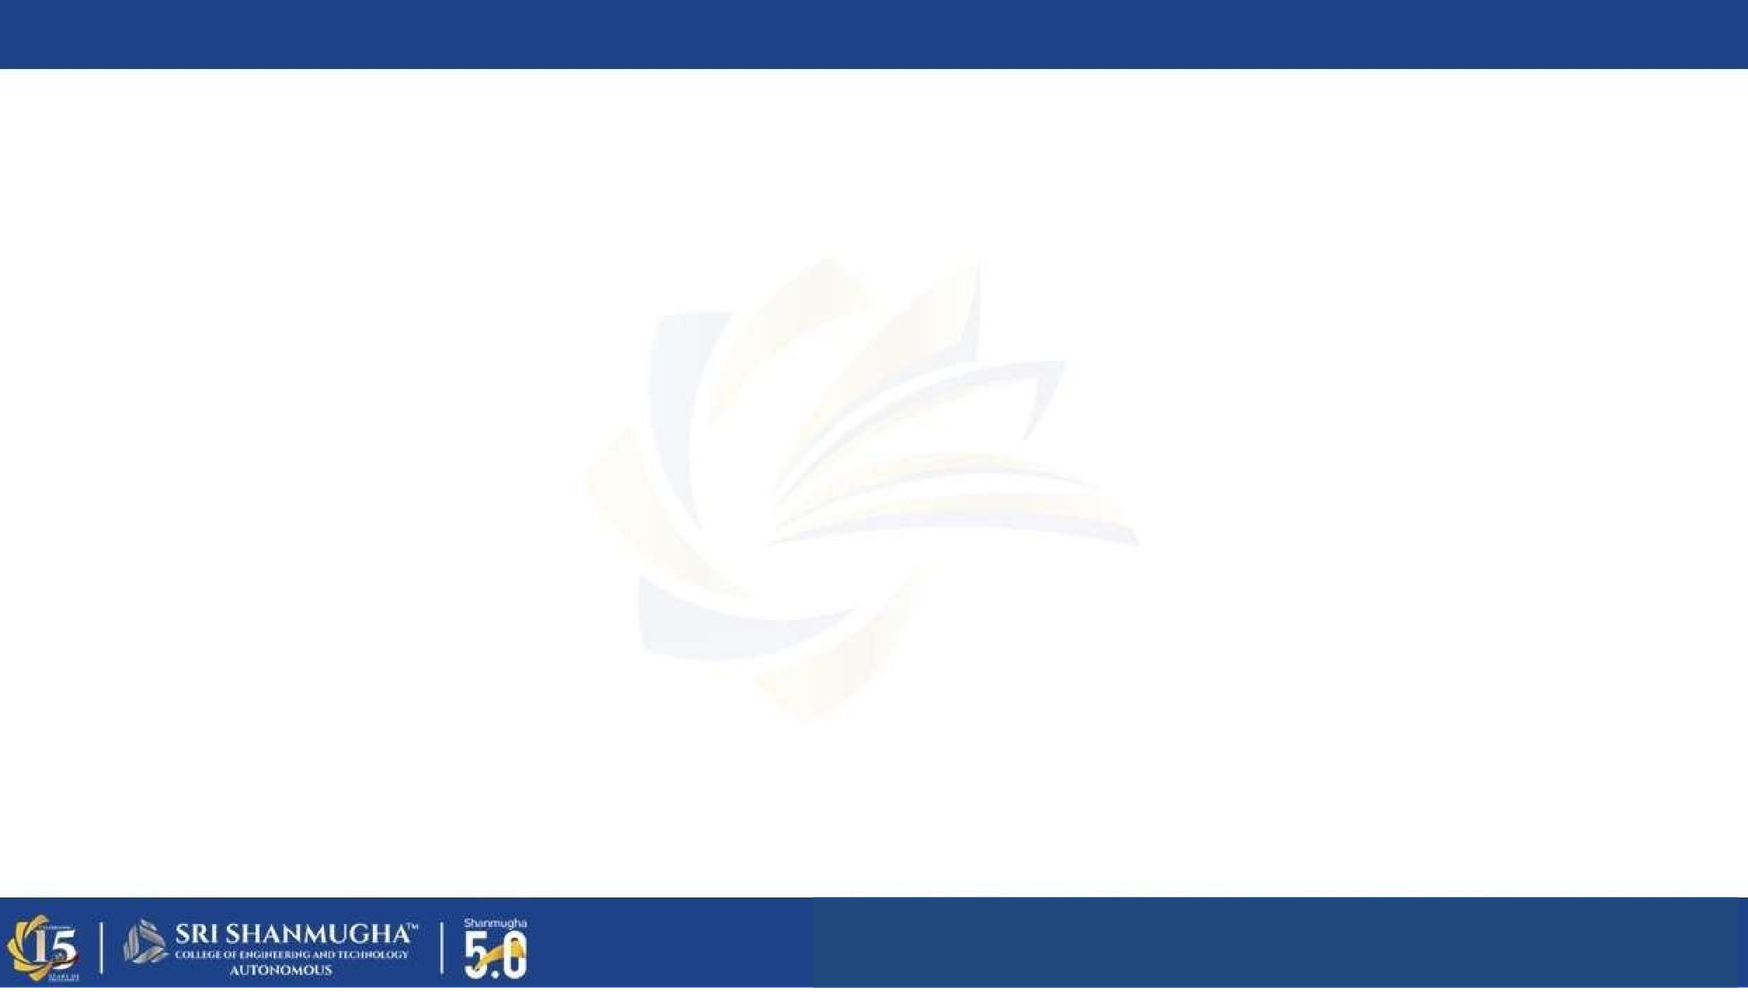 15
SRI SHANMUGHA™
COLLEGE OF ENGINEERING AND TECHNOLOGY
AUTONOMOUS
Shanmugha
5.0